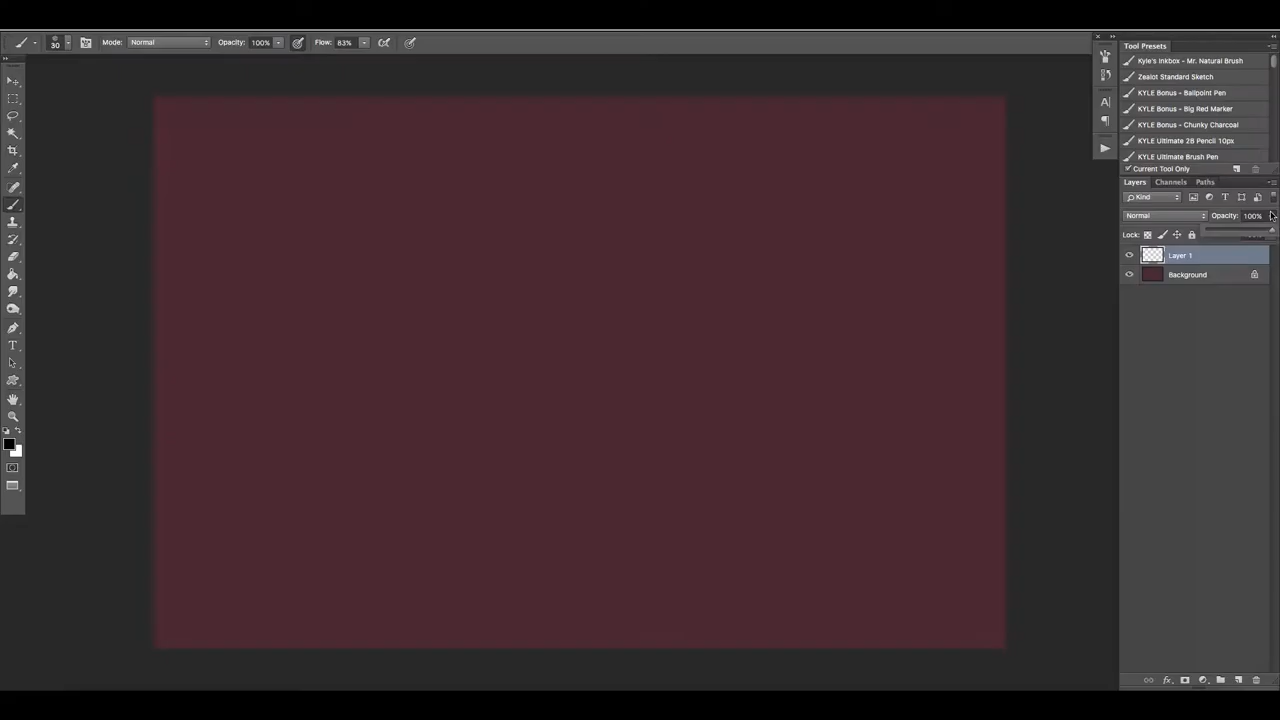 30 Mode: Normal Opacity: 100% Flow: 83%
Tool Presets
Kyle's Inkbox - Mr. Natural Brush
Zealot Standard Sketch
KYLE Bonus - Ballpoint Pen
KYLE Bonus - Big Red Marker
KYLE Bonus - Chunky Charcoal
KYLE Ultimate 2B Pencil 10px
KYLE Ultimate Brush Pen
Current Tool Only
Layers Channels Paths
Kind
Normal Opacity: 100%
Lock:
Layer 1
Background